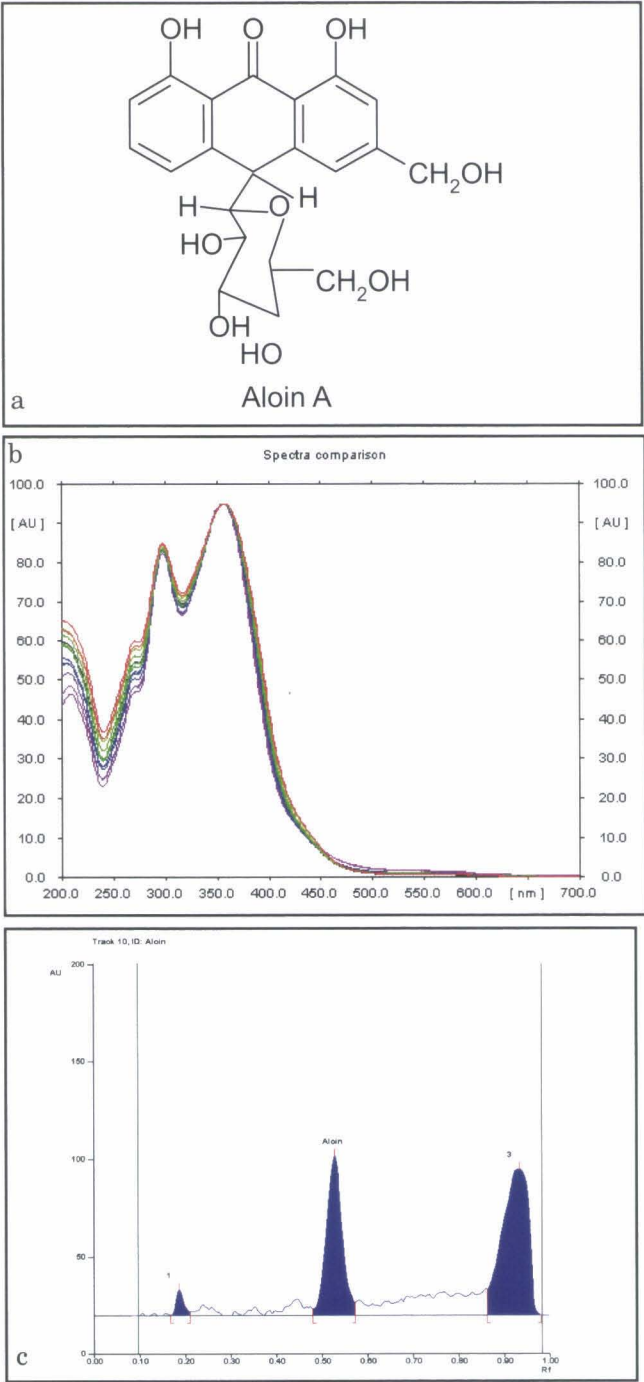 OH O OH
CH2OH
H H
O
HO
CH2OH
OH
HO
Aloin A
a
b
Spectra comparison
100.0 100.0
[ AU ] [ AU ]
80.0 80.0
70.0 70.0
60.0 60.0
50.0 50.0
40.0 40.0
30.0 30.0
20.0 20.0
10.0 10.0
0.0 0.0
200.0 250.0 300.0 350.0 400.0 450.0 500.0 550.0 600.0 [ nm ] 700.0
Track 10, ID: Aloin
AU
200
150
100
50
0
Aloin
3
1
0.00 0.10 0.20 0.30 0.40 0.50 0.60 0.70 0.80 0.90 1.00
Rf
c